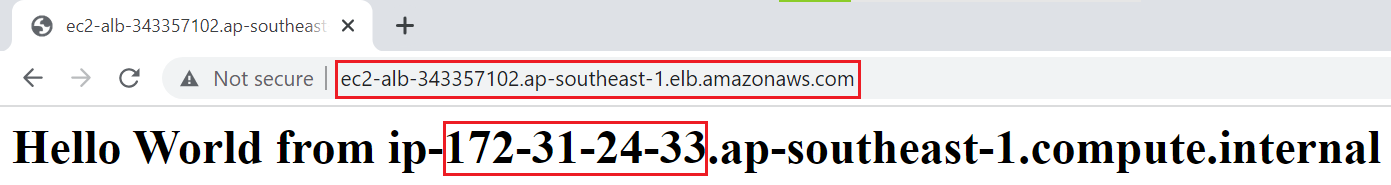 ec2-alb-343357102.ap-southeast
Not secure ec2-alb-343357102.ap-southeast-1.elb.amazonaws.com
Hello World from ip-172-31-24-33.ap-southeast-1.compute.internal